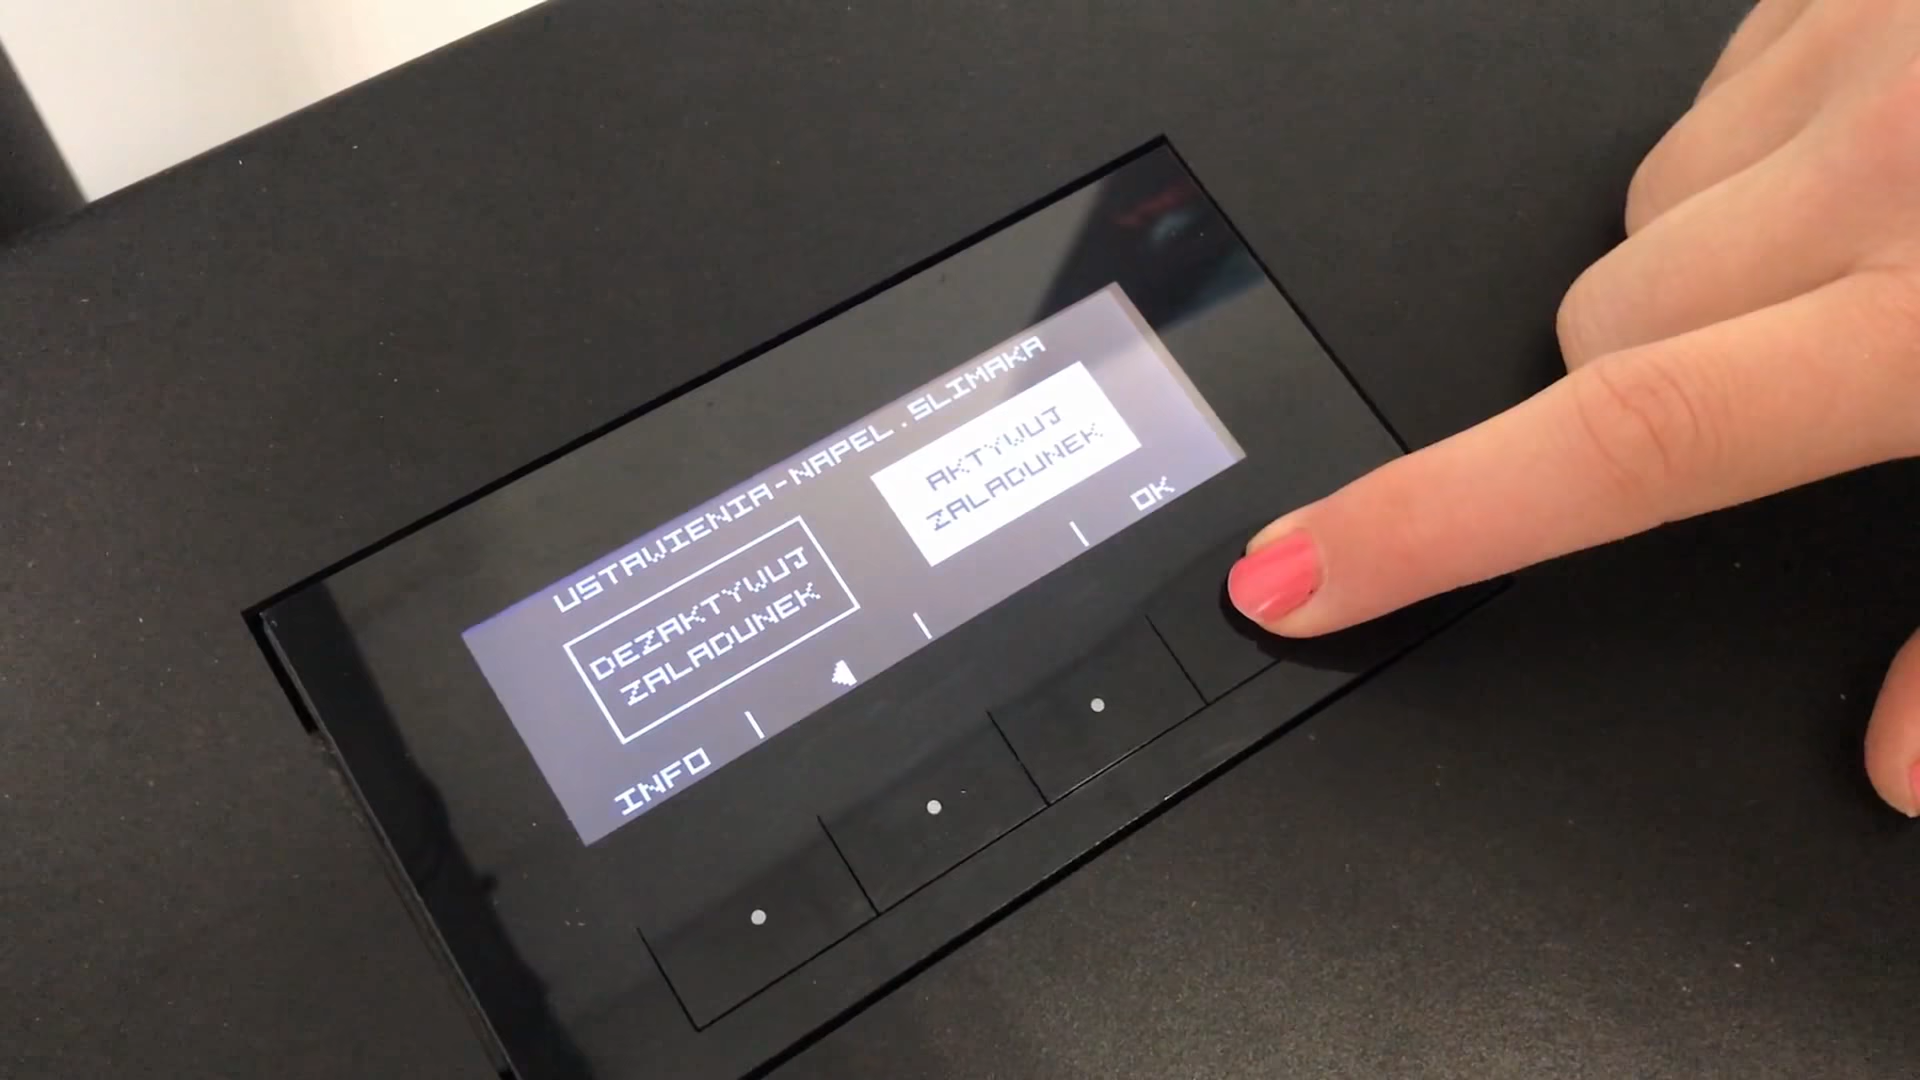 USTAWIENIA-NAPEL.SLIMAKA
DEZAKTYWUJ
ZALADUNEK
AKTYWUJ
ZALADUNEK
INFO
OK